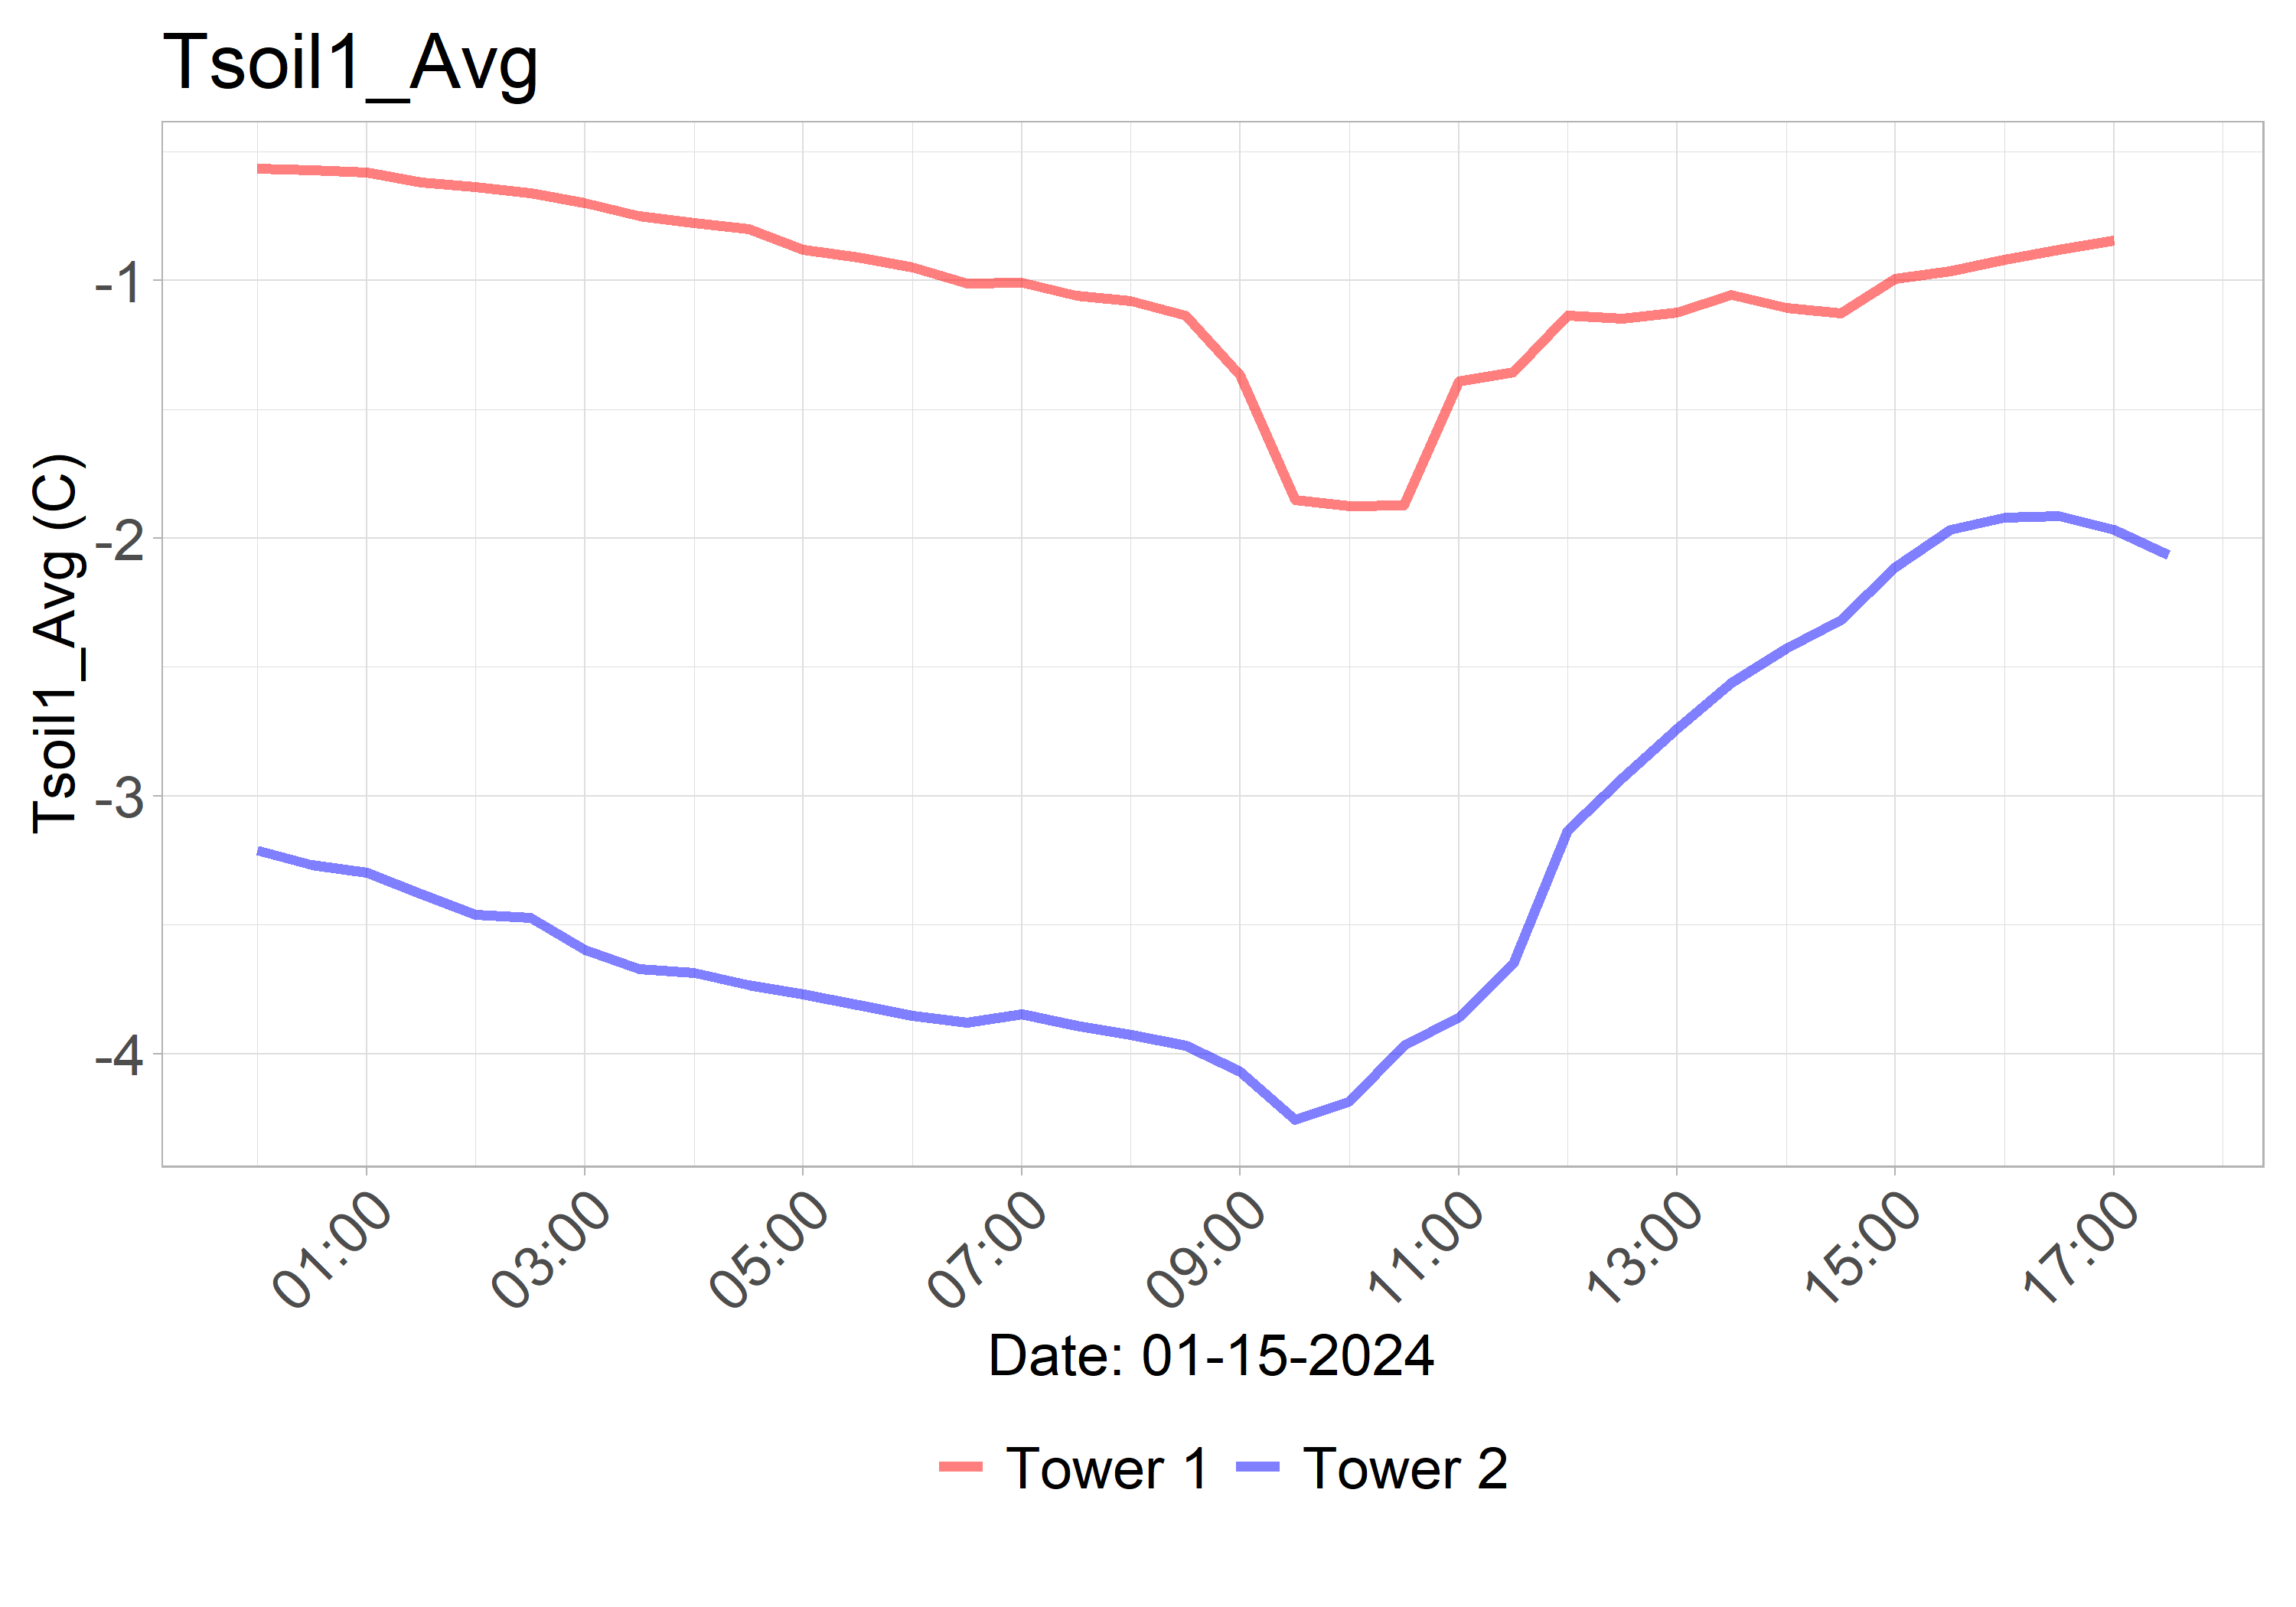 Tsoil1_Avg
Tsoil1_Avg (C)
-1
-2
-3
-4
01:00 03:00 05:00 07:00 09:00 11:00 13:00 15:00 17:00
Date: 01-15-2024
Tower 1 Tower 2